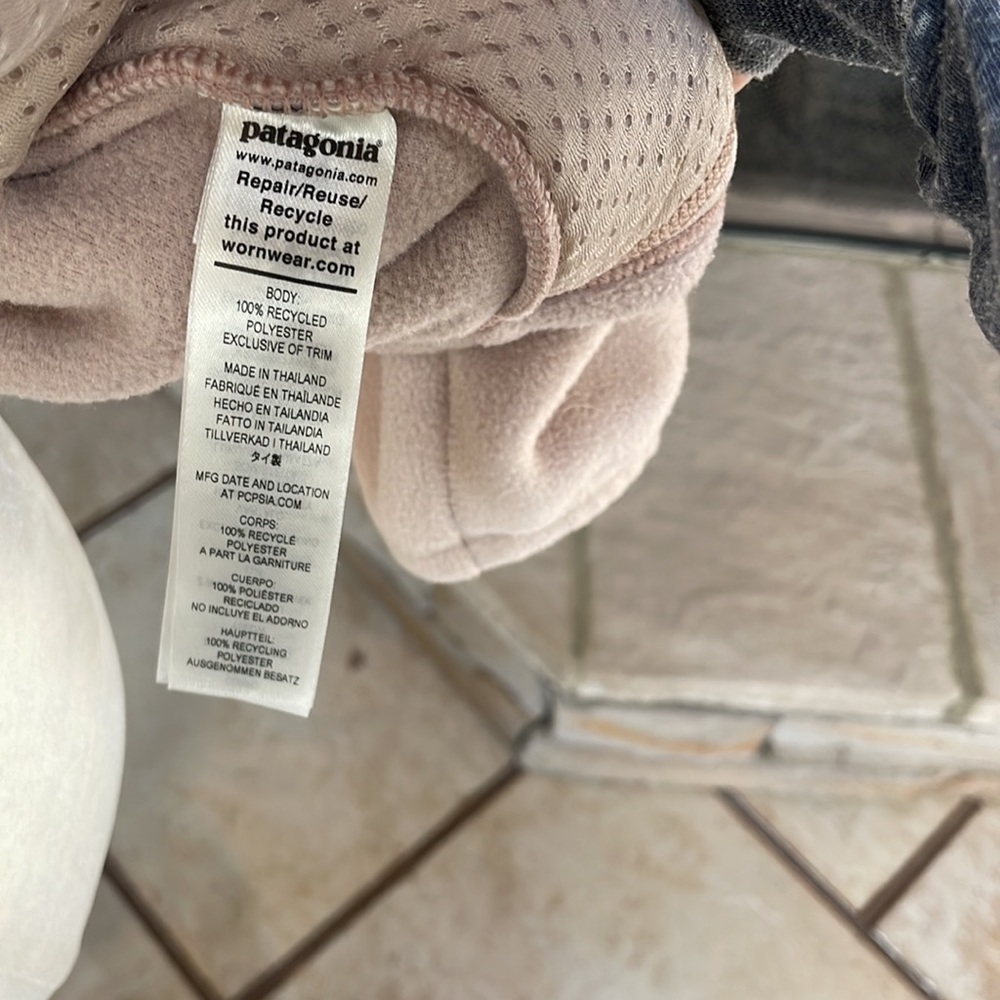 patagonia®
www.patagonia.com
Repair/Reuse/
Recycle
this product at
wornwear.com
BODY:
100% RECYCLED
POLYESTER
EXCLUSIVE OF TRIM
MADE IN THAILAND
FABRIQUÉ EN THAÏLANDE
HECHO EN TAILANDIA
FATTO IN TAILANDIA
TILLVERKAD I THAILAND
タイ製
MFG DATE AND LOCATION
AT PCPSIA.COM
CORPS:
100% RECYCLÉ
POLYESTER
A PART LA GARNITURE
CUERPO:
100% POLIÉSTER
RECICLADO
NO INCLUYE EL ADORNO
HAUPTTEIL:
100% RECYCLING
POLYESTER
AUSGENOMMEN BESATZ